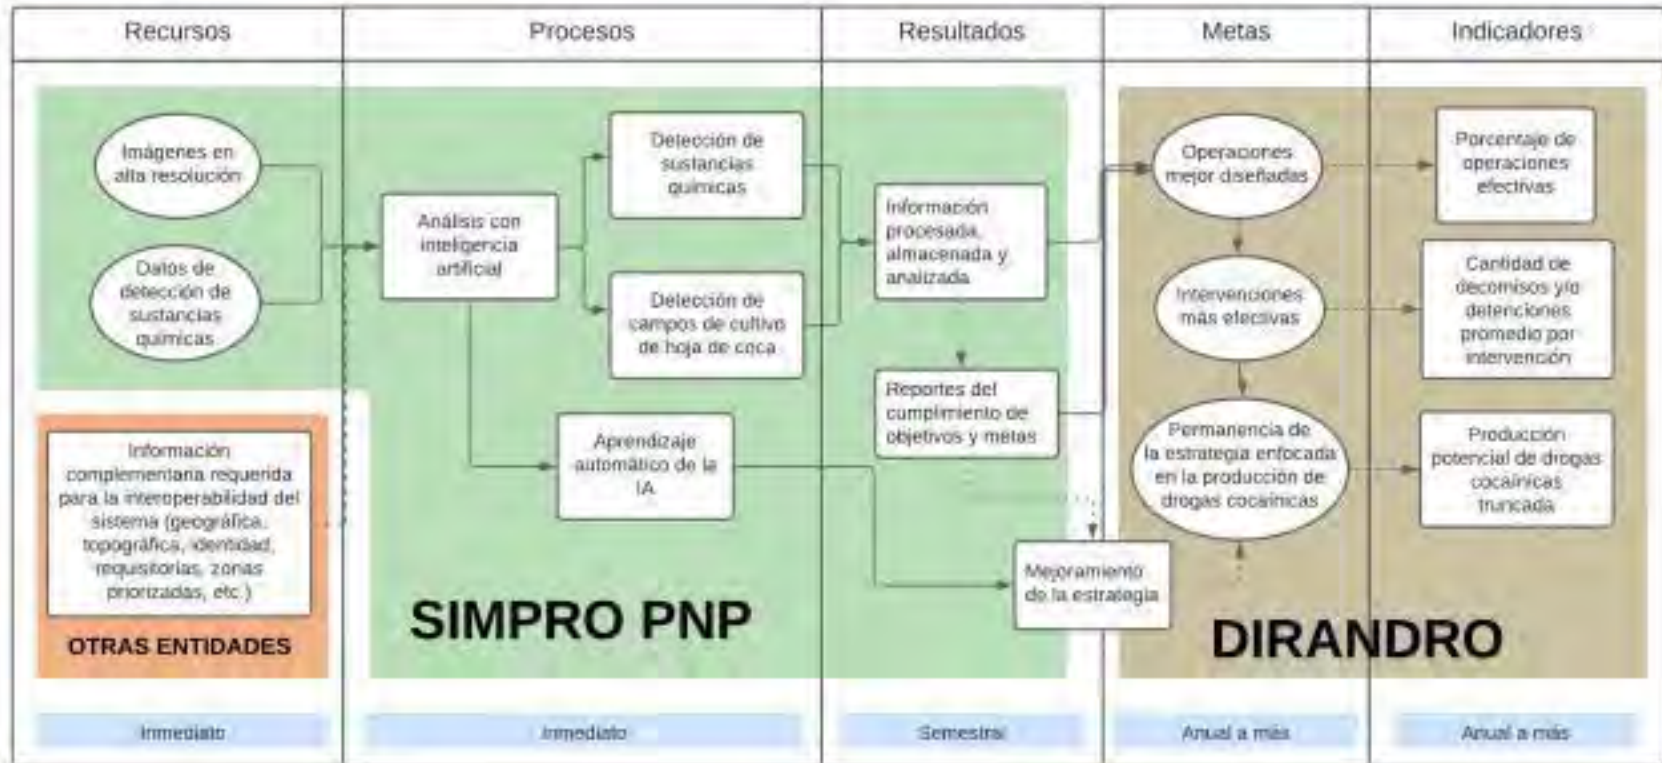 Recursos
Procesos
Resultados
Metas
Indicadores
Imágenes en
alta resolución
Datos de
detección de
sustancias
químicas
Información
complementaria requerida
para la interoperabilidad del
sistema (geográfica,
topográfica, identidad,
requisitorias, zonas
priorizadas, etc.)
OTRAS ENTIDADES
Análisis con
inteligencia
artificial
Detección de
sustancias
químicas
Detección de
campos de cultivo
de hoja de coca
Aprendizaje
automático de la
IA
SIMPRO PNP
Información
procesada,
almacenada y
analizada
Reportes del
cumplimiento de
objetivos y metas
Mejoramiento
de la estrategia
Operaciones
mejor diseñadas
Intervenciones
más efectivas
Permanencia de
la estrategia enfocada
en la producción de
drogas cocaínicas
Porcentaje de
operaciones
efectivas
Cantidad de
decomisos y/o
detenciones
promedio por
intervención
Producción
potencial de drogas
cocaínicas
truncada
DIRANDRO
Inmediato
Inmediato
Semestral
Anual a más
Anual a más